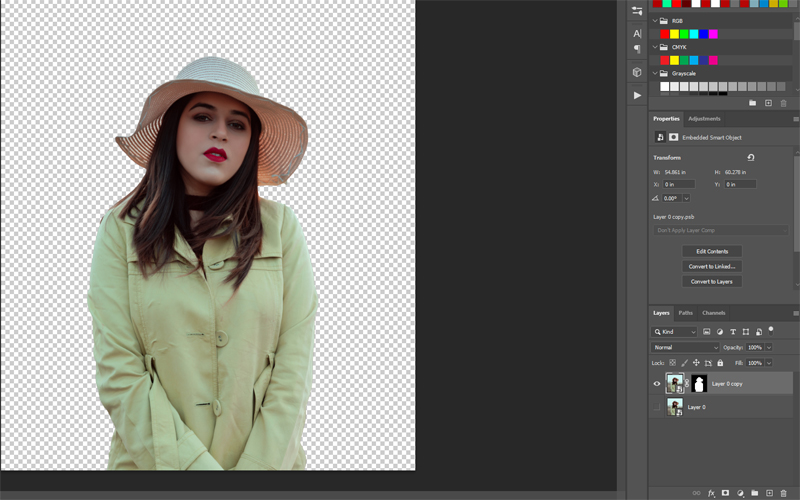 RGB
CMYK
Grayscale
Properties
Adjustments
Embedded Smart Object
Transform
W: 54.861 in
H: 60.278 in
X: 0 in
Y: 0 in
0.00°
Layer 0 copy.psb
Don't Apply Layer Comp
Edit Contents
Convert to Linked...
Convert to Layers
Layers
Paths
Channels
Kind
Normal
Opacity: 100%
Lock:
Fill: 100%
Layer 0 copy
Layer 0
fx